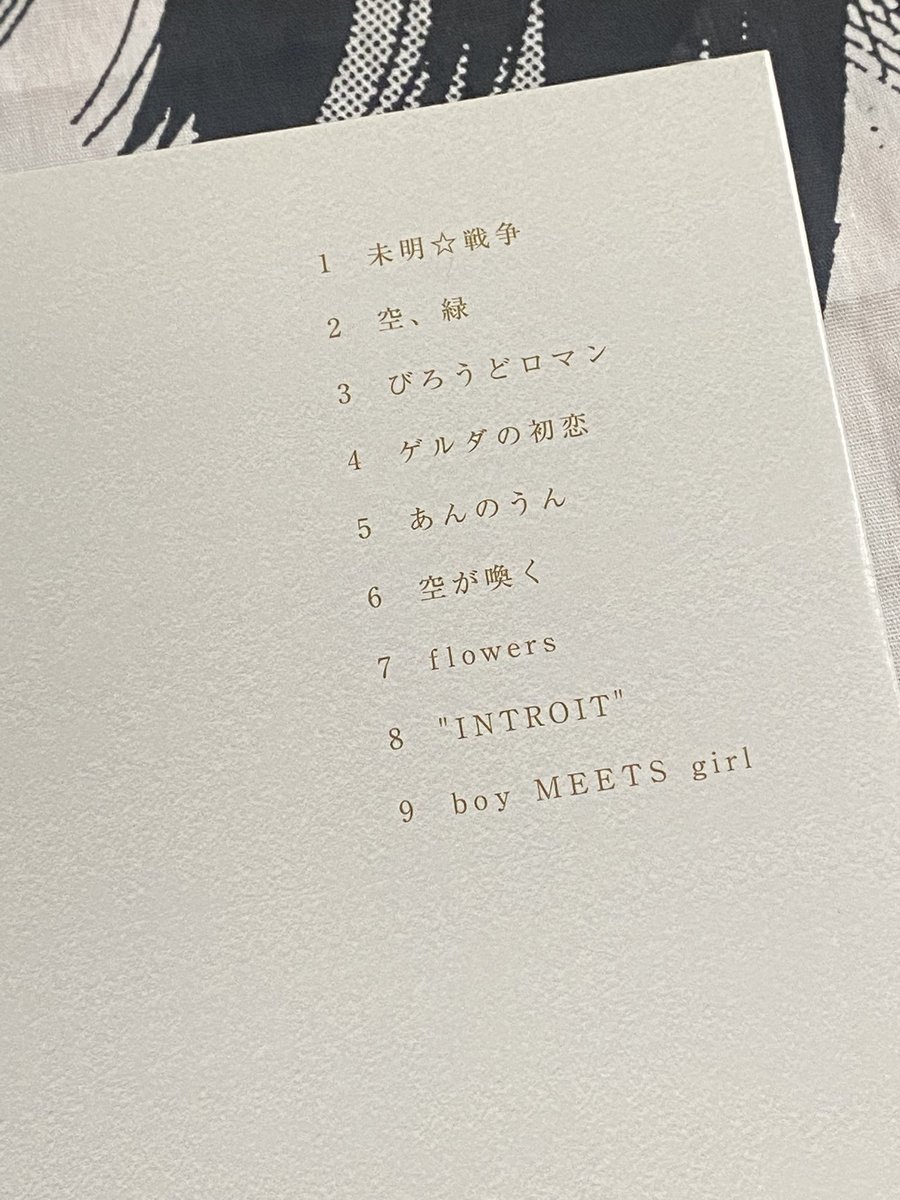 1 未明☆戦争
2 空、緑
3 びろうどロマン
4 ゲルダの初恋
5 あんのうん
6 空が喚く
7 flowers
8 "INTROIT"
9 boy MEETS girl